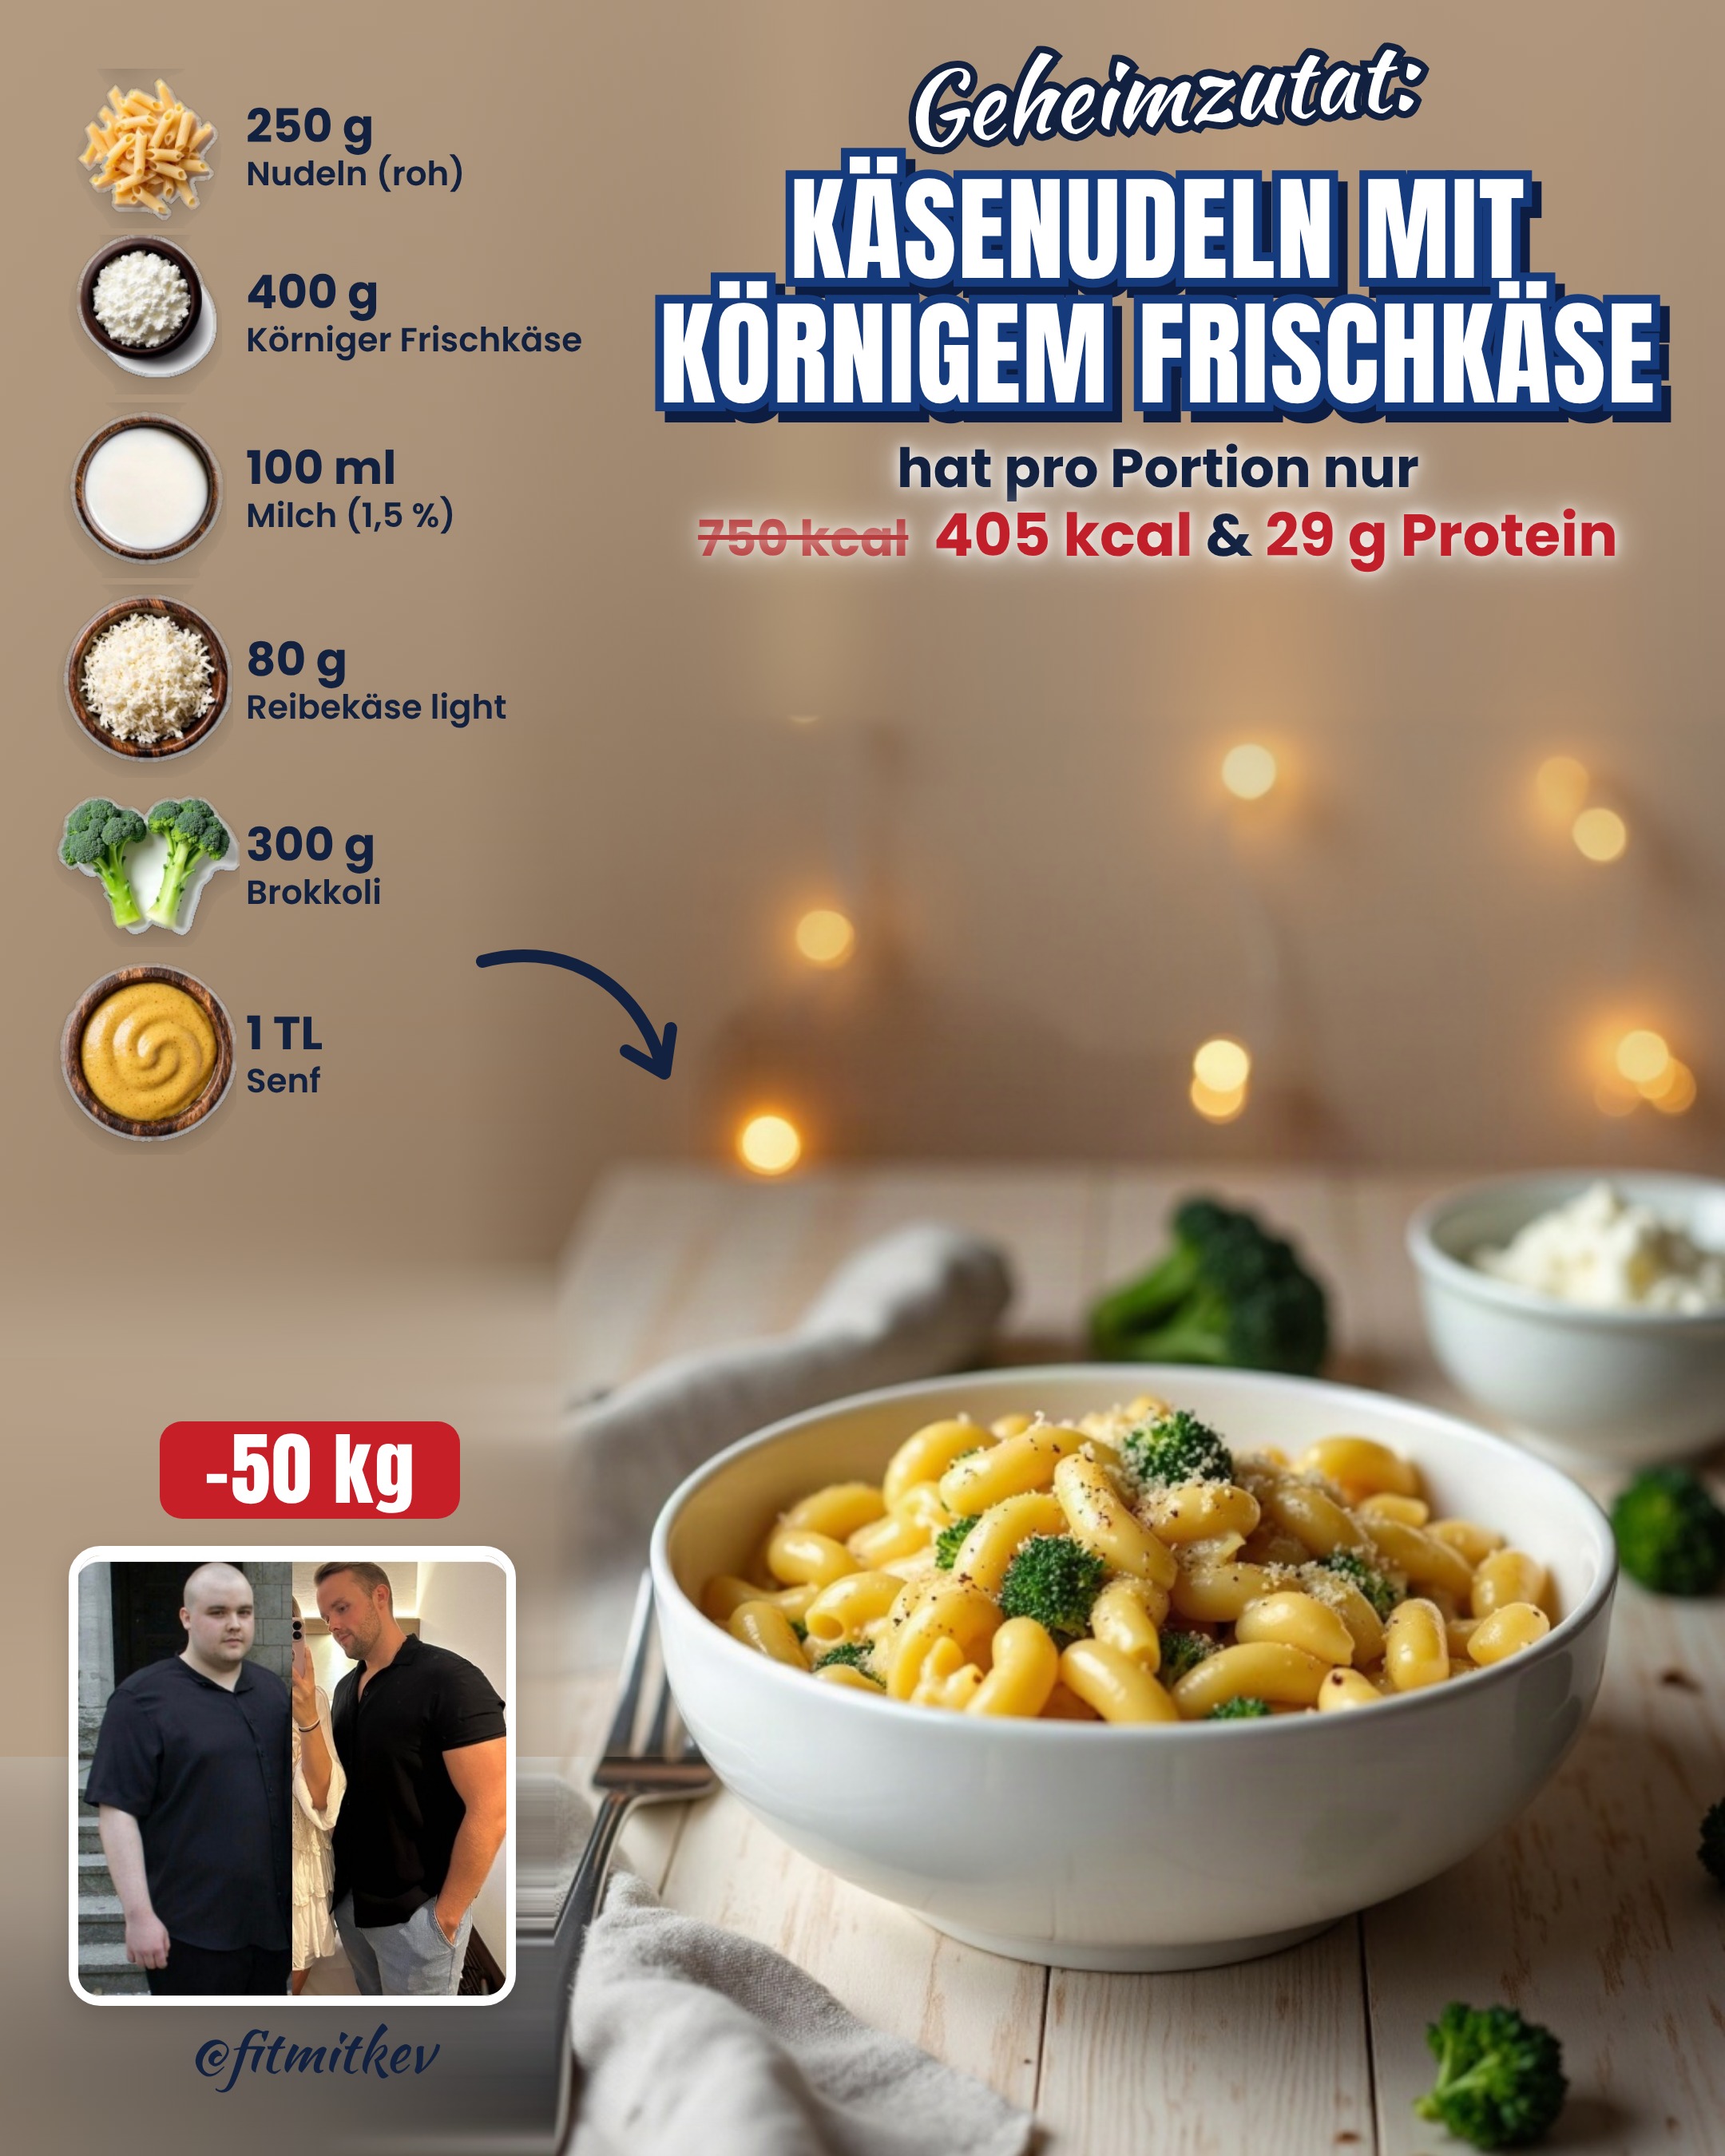 Geheimzutat:
KÄSENUDELN MIT
KÖRNIGEM FRISCHKÄSE
hat pro Portion nur
750 kcal 405 kcal & 29 g Protein
250 g
Nudeln (roh)
400 g
Körniger Frischkäse
100 ml
Milch (1,5 %)
80 g
Reibekäse light
300 g
Brokkoli
1 TL
Senf
-50 kg
@fitmitkev